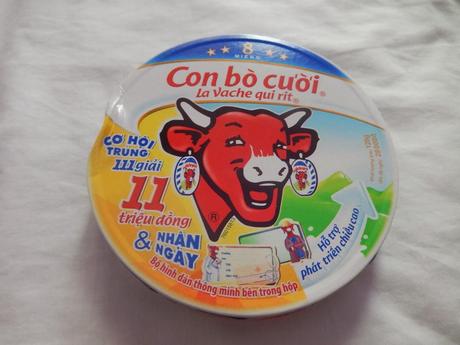 8
MIẾNG
Con bò cười®
La Vache qui rit®
CƠ HỘI
TRÚNG
111 giải
11
triệu đồng
& NHẬN
NGAY
Bộ hình dán thông minh bên trong hộp
Hỗ trợ
phát triển chiều cao
120g
®